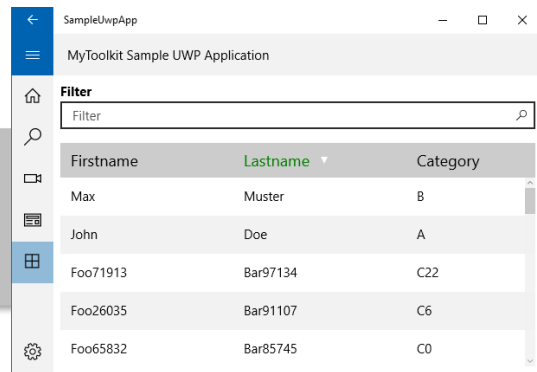 SampleUwpApp
MyToolkit Sample UWP Application
Filter
Filter
Firstname Lastname Category
Max Muster B
John Doe A
Foo71913 Bar97134 C22
Foo26035 Bar91107 C6
Foo65832 Bar85745 C0